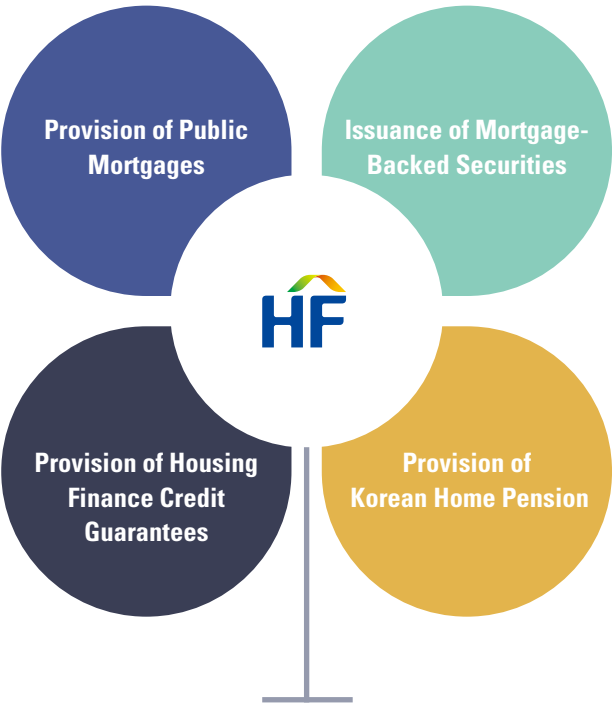 Provision of Public
Mortgages
Issuance of Mortgage-
Backed Securities
HF
Provision of Housing
Finance Credit
Guarantees
Provision of
Korean Home Pension